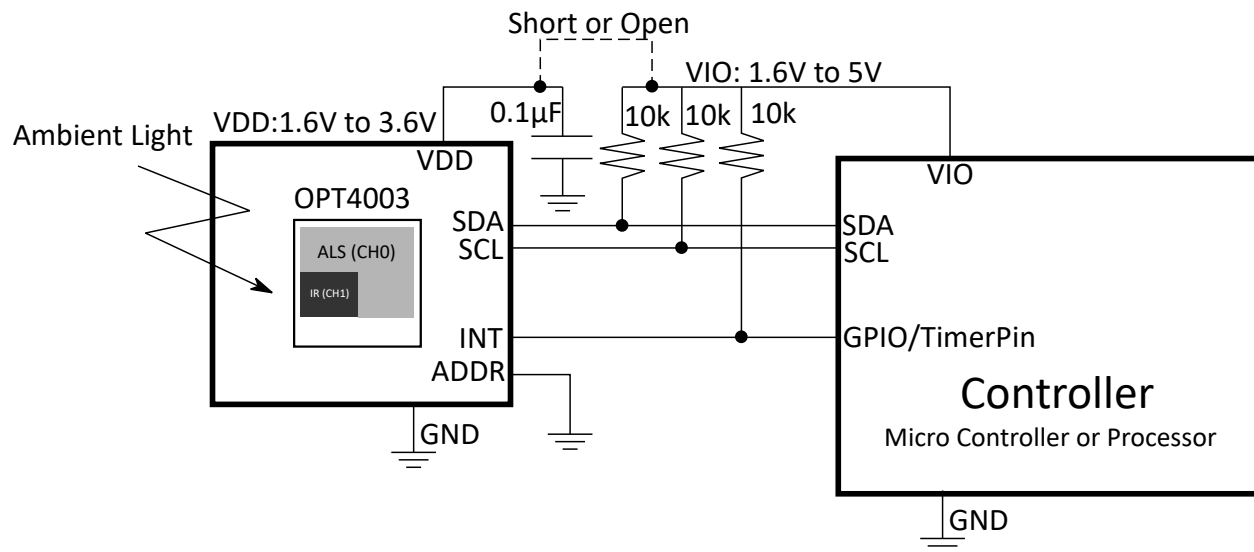 Short or Open
VIO: 1.6V to 5V
0.1µF
10k
10k
10k
VDD:1.6V to 3.6V
Ambient Light
VDD
VIO
OPT4003
SDA
SDA
ALS (CH0)
SCL
SCL
IR (CH1)
INT
GPIO/TimerPin
ADDR
Controller
Micro Controller or Processor
GND
GND